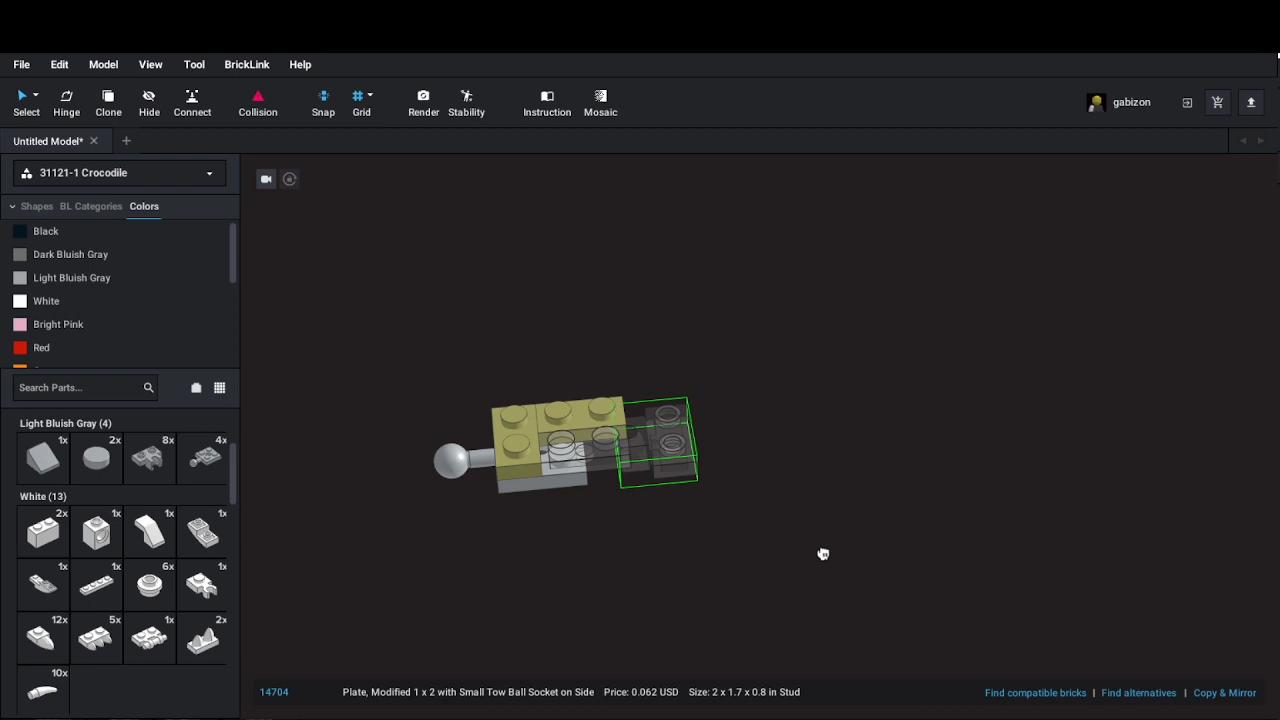 File Edit Model View Tool BrickLink Help
Select Hinge Clone Hide Connect Collision Snap Grid Render Stability Instruction Mosaic gabizon
Untitled Model*
31121-1 Crocodile
Shapes BL Categories Colors
Black
Dark Bluish Gray
Light Bluish Gray
White
Bright Pink
Red
Search Parts...
Light Bluish Gray (4)
1x 2x 8x 4x
White (13)
2x 1x 1x 1x
1x 1x 6x 1x
12x 5x 1x 2x
10x
14704 Plate, Modified 1 x 2 with Small Tow Ball Socket on Side Price: 0.062 USD Size: 2 x 1.7 x 0.8 in Stud Find compatible bricks | Find alternatives | Copy & Mirror